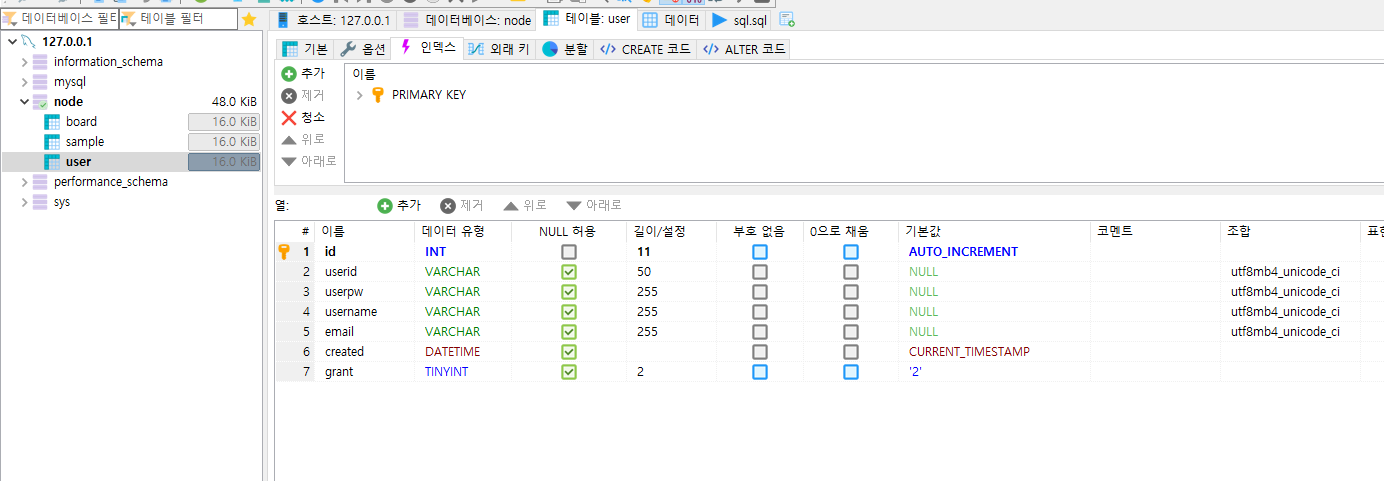 데이터베이스 필터
테이블 필터
호스트: 127.0.0.1
데이터베이스: node
테이블: user
데이터
sql.sql
127.0.0.1
information_schema
mysql
node 48.0 KiB
board 16.0 KiB
sample 16.0 KiB
user 16.0 KiB
performance_schema
sys
기본 옵션 인덱스 외래 키 분할 CREATE 코드 ALTER 코드
추가
제거
청소
위로
아래로
이름
PRIMARY KEY
열: 추가 제거 위로 아래로
# 이름 데이터 유형 NULL 허용 길이/설정 부호 없음 0으로 채움 기본값 코멘트 조합
1 id INT 11 AUTO_INCREMENT
2 userid VARCHAR 50 NULL utf8mb4_unicode_ci
3 userpw VARCHAR 255 NULL utf8mb4_unicode_ci
4 username VARCHAR 255 NULL utf8mb4_unicode_ci
5 email VARCHAR 255 NULL utf8mb4_unicode_ci
6 created DATETIME CURRENT_TIMESTAMP
7 grant TINYINT 2 '2'